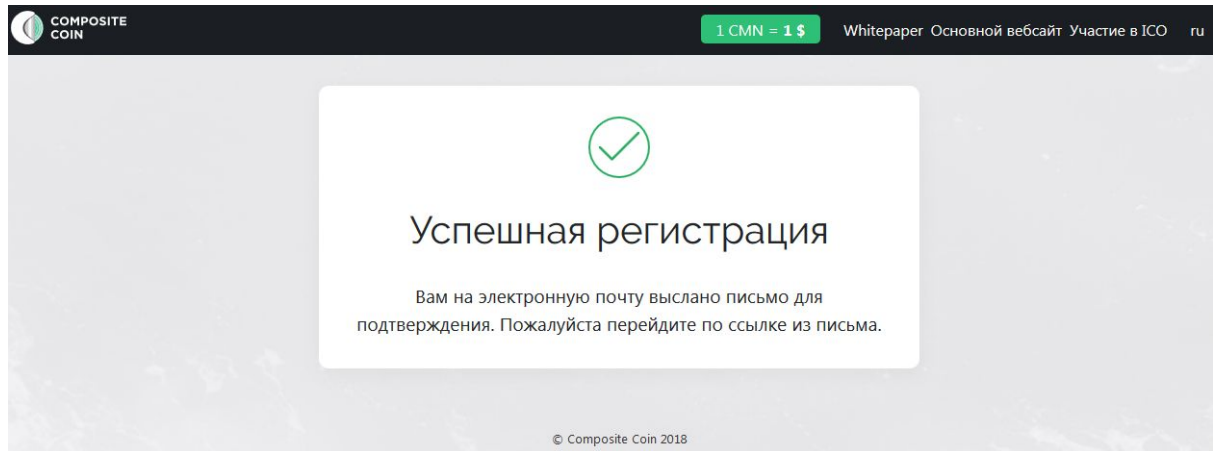 COMPOSITE
COIN
1 CMN = 1 $ Whitepaper Основной вебсайт Участие в ICO ru
Успешная регистрация
Вам на электронную почту выслано письмо для
подтверждения. Пожалуйста перейдите по ссылке из письма.
© Composite Coin 2018